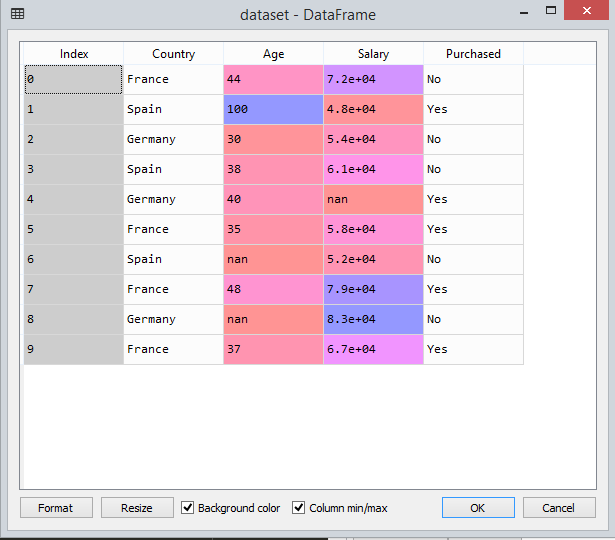 dataset - DataFrame
Index Country Age Salary Purchased
0 France 44 7.2e+04 No
1 Spain 100 4.8e+04 Yes
2 Germany 30 5.4e+04 No
3 Spain 38 6.1e+04 No
4 Germany 40 nan Yes
5 France 35 5.8e+04 Yes
6 Spain nan 5.2e+04 No
7 France 48 7.9e+04 Yes
8 Germany nan 8.3e+04 No
9 France 37 6.7e+04 Yes
Format Resize Background color Column min/max OK Cancel